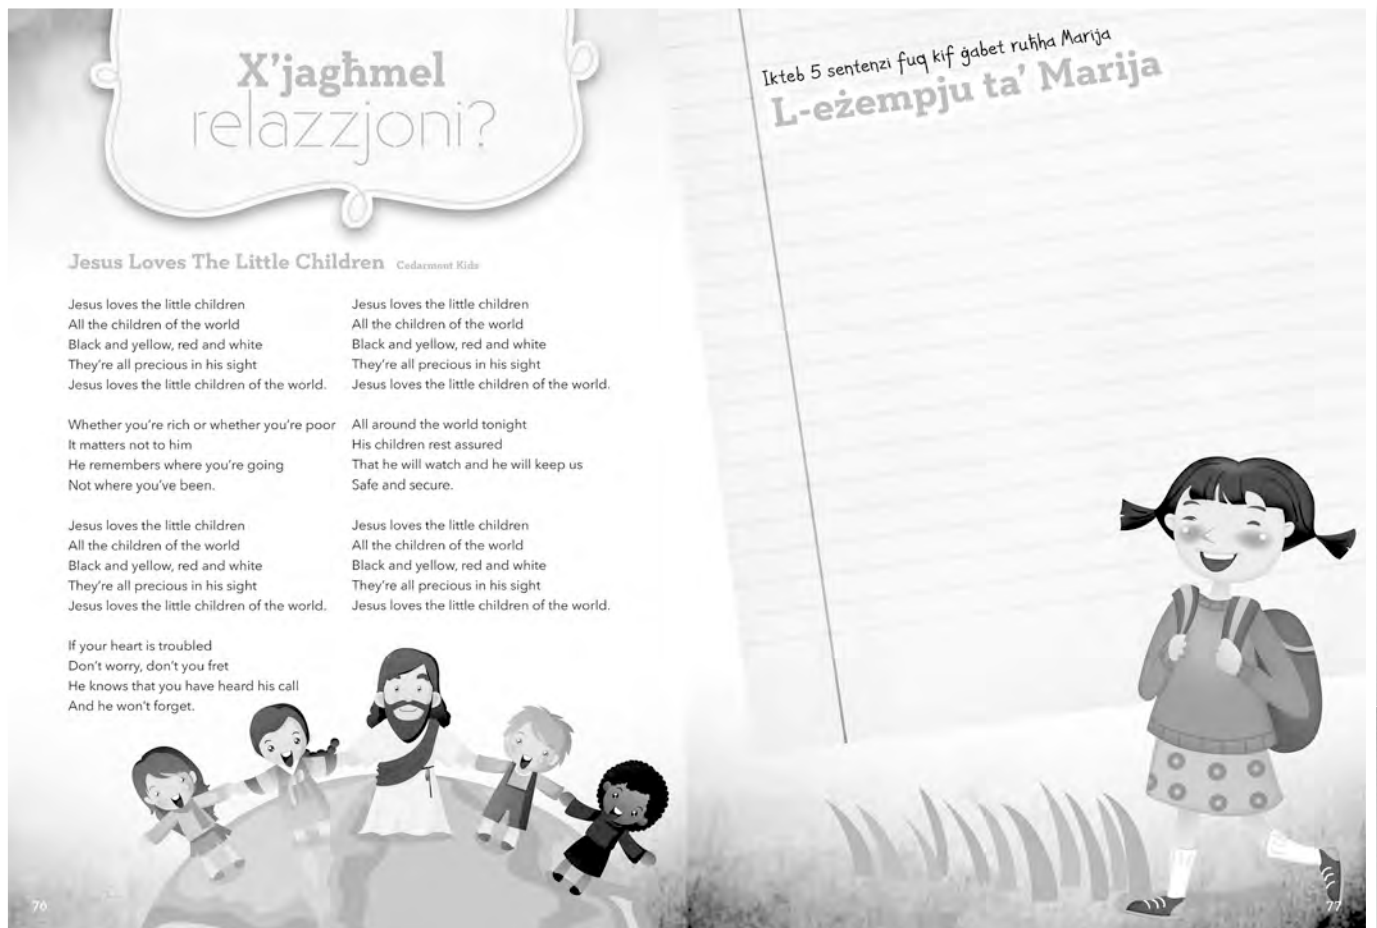 X'jagħmel
relazzjoni?
Jesus Loves The Little Children Cedarmont Kids
Jesus loves the little children
All the children of the world
Black and yellow, red and white
They're all precious in his sight
Jesus loves the little children of the world.
Whether you're rich or whether you're poor
It matters not to him
He remembers where you're going
Not where you've been.
Jesus loves the little children
All the children of the world
Black and yellow, red and white
They're all precious in his sight
Jesus loves the little children of the world.
If your heart is troubled
Don't worry, don't you fret
He knows that you have heard his call
And he won't forget.
Jesus loves the little children
All the children of the world
Black and yellow, red and white
They're all precious in his sight
Jesus loves the little children of the world.
All around the world tonight
His children rest assured
That he will watch and he will keep us
Safe and secure.
Jesus loves the little children
All the children of the world
Black and yellow, red and white
They're all precious in his sight
Jesus loves the little children of the world.
76
Ikteb 5 sentenzi fuq kif ġabet ruħha Marija
L-eżempju ta' Marija
77